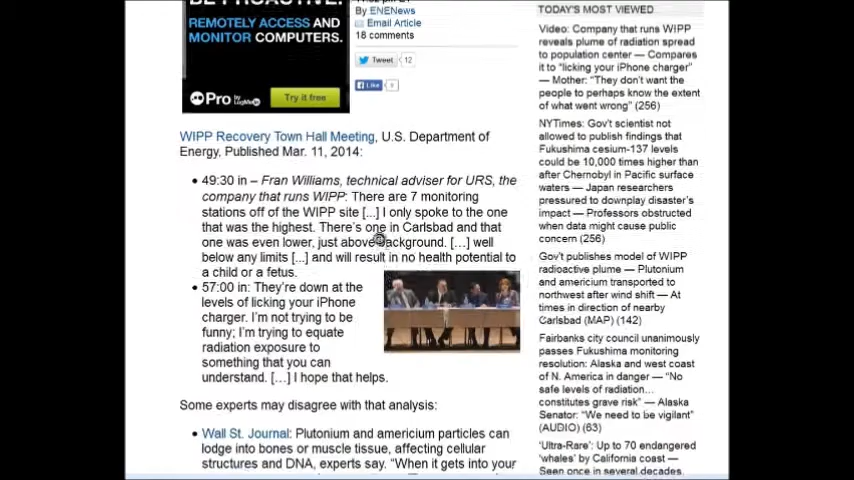 BE PROACTIVE!
REMOTELY ACCESS AND
MONITOR COMPUTERS.
Pro by LogMeIn
Try it free
By ENENews
Email Article
18 comments
Tweet 12
Like
WIPP Recovery Town Hall Meeting, U.S. Department of
Energy, Published Mar. 11, 2014:
• 49:30 in – Fran Williams, technical adviser for URS, the
company that runs WIPP: There are 7 monitoring
stations off of the WIPP site [...] I only spoke to the one
that was the highest. There's one in Carlsbad and that
one was even lower, just above background. [...] well
below any limits [...] and will result in no health potential to
a child or a fetus.
• 57:00 in: They're down at the
levels of licking your iPhone
charger. I'm not trying to be
funny; I'm trying to equate
radiation exposure to
something that you can
understand. [...] I hope that helps.
Some experts may disagree with that analysis:
• Wall St. Journal: Plutonium and americium particles can
lodge into bones or muscle tissue, affecting cellular
structures and DNA, experts say. "When it gets into your
TODAY'S MOST VIEWED
Video: Company that runs WIPP
reveals plume of radiation spread
to population center — Compares
it to "licking your iPhone charger"
— Mother: "They don't want the
people to perhaps know the extent
of what went wrong" (256)
NYTimes: Gov't scientist not
allowed to publish findings that
Fukushima cesium-137 levels
could be 10,000 times higher than
after Chernobyl in Pacific surface
waters — Japan researchers
pressured to downplay disaster's
impact — Professors obstructed
when data might cause public
concern (256)
Gov't publishes model of WIPP
radioactive plume — Plutonium
and americium transported to
northwest after wind shift — At
times in direction of nearby
Carlsbad (MAP) (142)
Fairbanks city council unanimously
passes Fukushima monitoring
resolution: Alaska and west coast
of N. America in danger — "No
safe levels of radiation...
constitutes grave risk" — Alaska
Senator: "We need to be vigilant"
(AUDIO) (63)
'Ultra-Rare': Up to 70 endangered
'whales' by California coast —
Seen once in several decades.